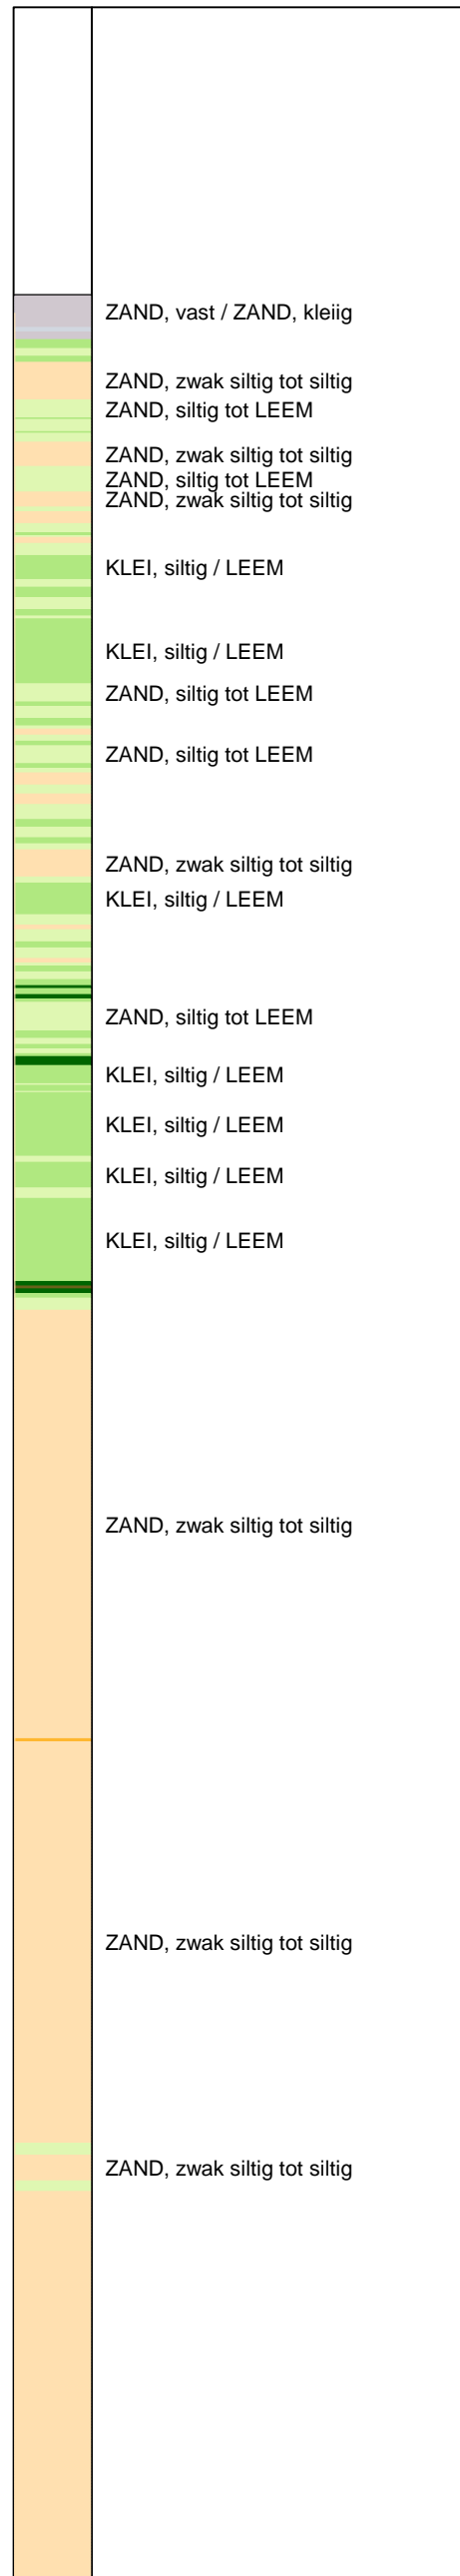 ZAND, vast / ZAND, kleiig
ZAND, zwak siltig tot siltig
ZAND, siltig tot LEEM
ZAND, zwak siltig tot siltig
ZAND, siltig tot LEEM
ZAND, zwak siltig tot siltig
KLEI, siltig / LEEM
KLEI, siltig / LEEM
ZAND, siltig tot LEEM
ZAND, siltig tot LEEM
ZAND, zwak siltig tot siltig
KLEI, siltig / LEEM
ZAND, siltig tot LEEM
KLEI, siltig / LEEM
KLEI, siltig / LEEM
KLEI, siltig / LEEM
KLEI, siltig / LEEM
ZAND, zwak siltig tot siltig
ZAND, zwak siltig tot siltig
ZAND, zwak siltig tot siltig